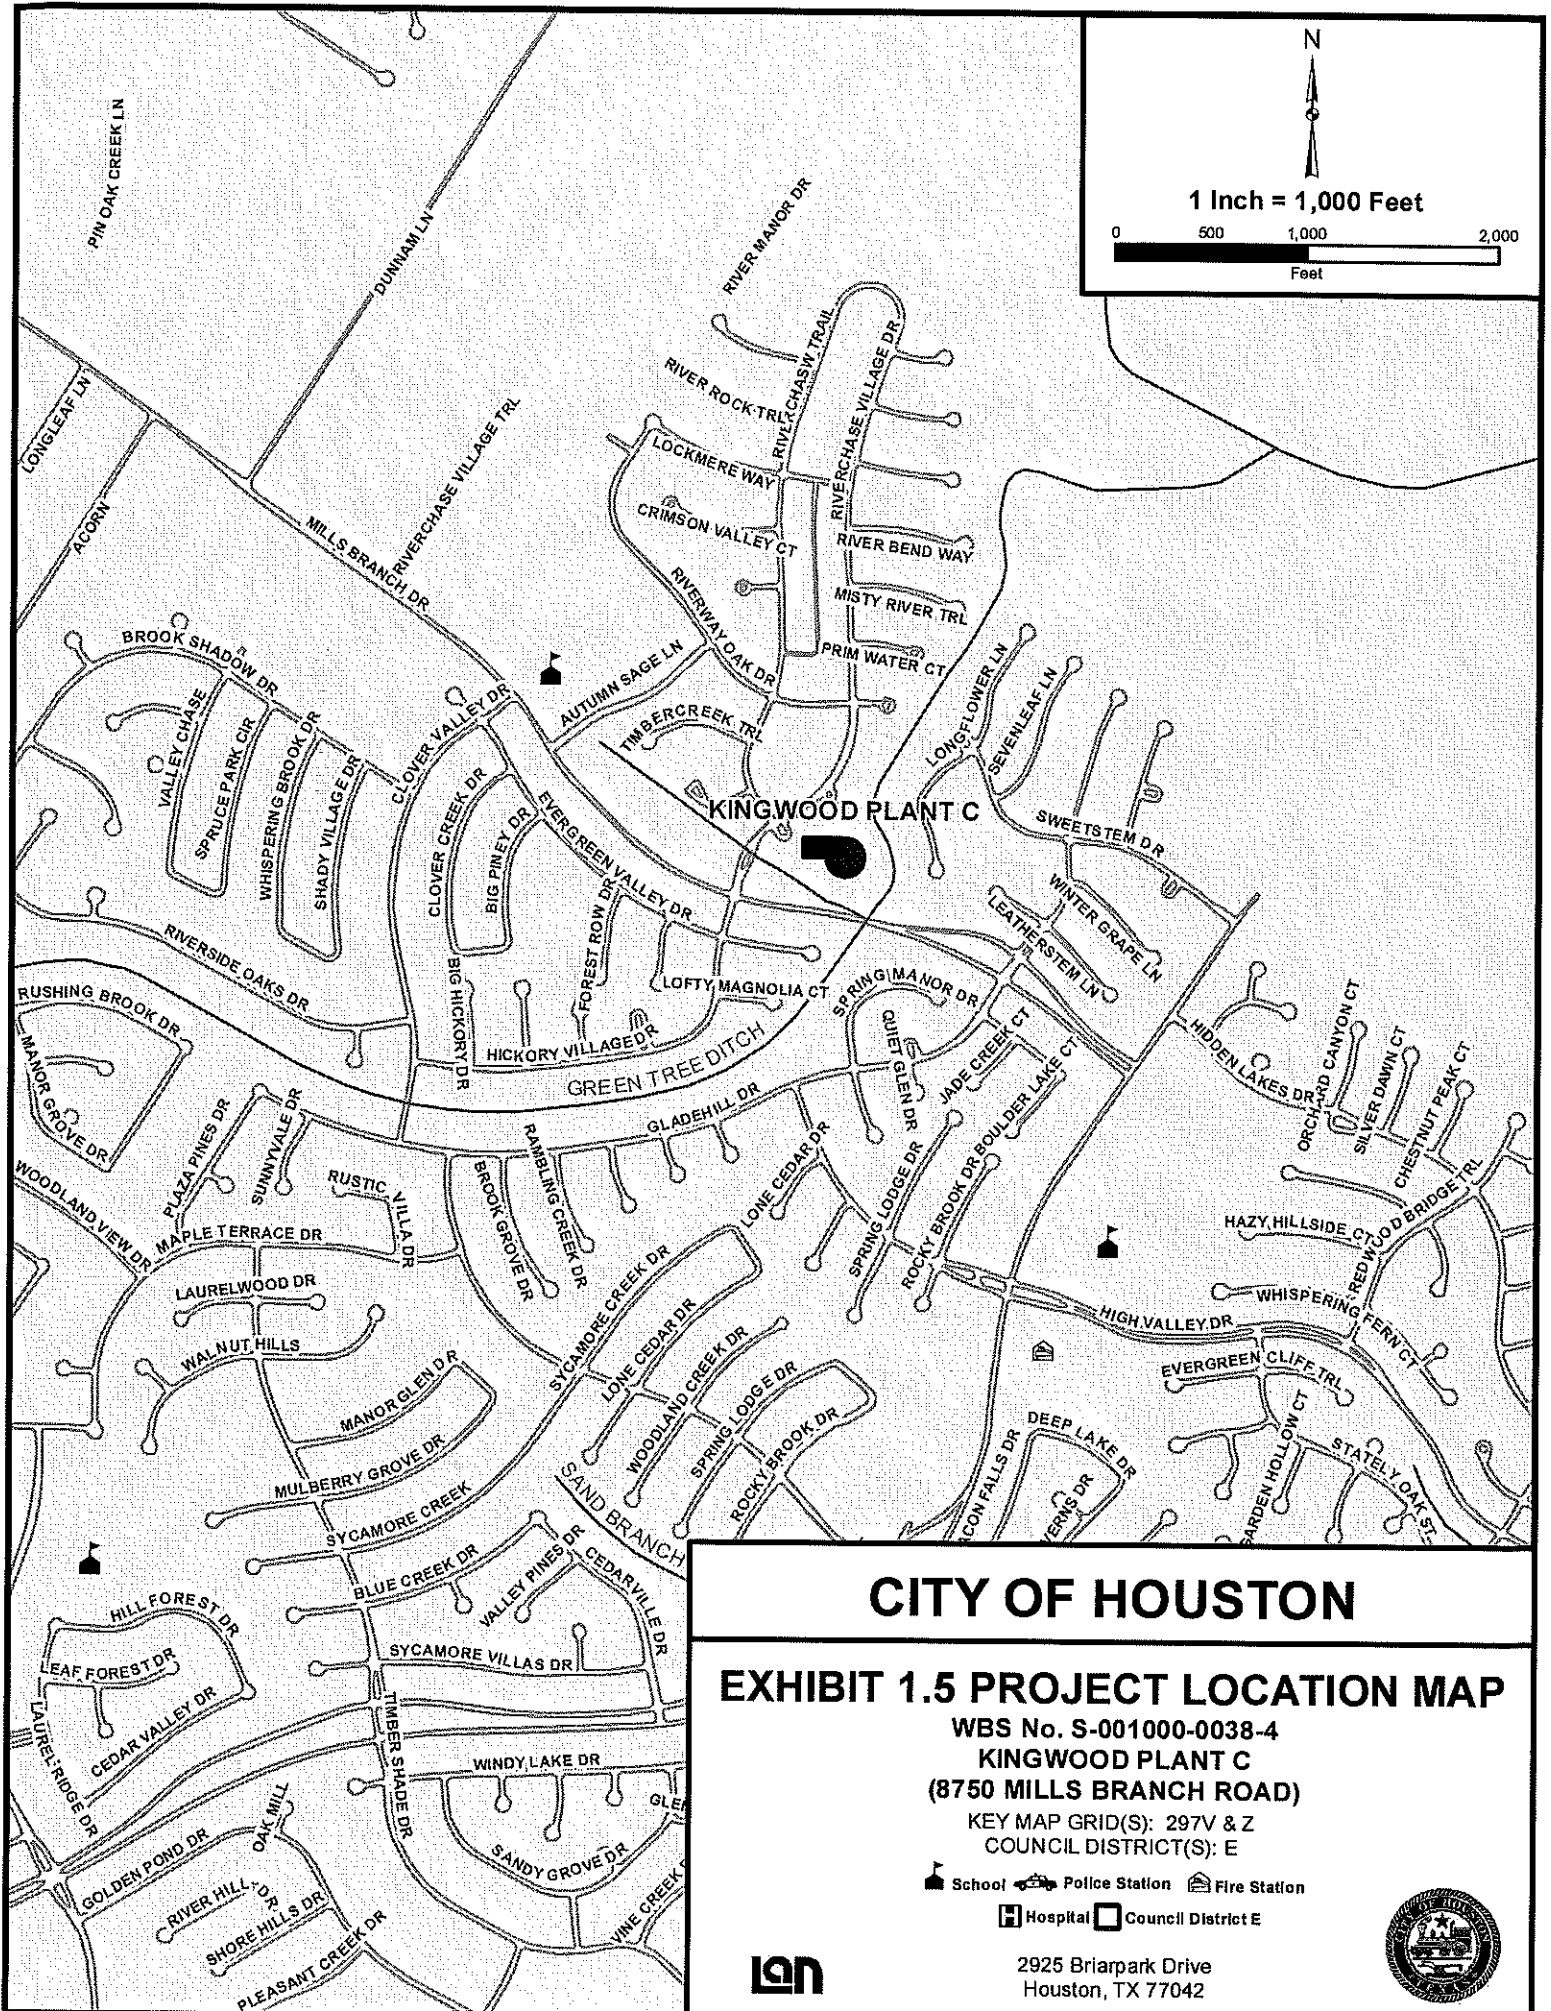 N
1 Inch = 1,000 Feet
0 500 1,000 2,000
Feet
PIN OAK CREEK LN
DUNNAM LN
RIVER MANOR DR
RIVERCHASW TRAIL
RIVERCHASE VILLAGE DR
RIVER ROCK TRL
LONGLEAF LN
RIVERCHASE VILLAGE TRL
LOCKMERE WAY
ACORN
MILLS BRANCH DR
CRIMSON VALLEY CT
RIVER BEND WAY
RIVERWAY OAK DR
MISTY RIVER TRL
BROOK SHADOW DR
AUTUMN SAGE LN
PRIM WATER CT
LONGFLOWER LN
SEVENLEAF LN
VALLEY CHASE
SPRUCE PARK CIR
WHISPERING BROOK DR
SHADY VILLAGE DR
CLOVER VALLEY DR
TIMBERCREEK TRL
CLOVER CREEK DR
BIG PINEY DR
EVERGREEN VALLEY DR
KINGWOOD PLANT C
SWEETSTEM DR
WINTER GRAPE LN
LEATHERSTEM LN
RIVERSIDE OAKS DR
BIG HICKORY DR
FOREST ROW DR
LOFTY MAGNOLIA CT
SPRING MANOR DR
RUSHING BROOK DR
HICKORY VILLAGE DR
GREEN TREE DITCH
QUIET GLEN DR
JADE CREEK CT
BOULDER LAKE CT
HIDDEN LAKES DR
ORCHARD CANYON CT
SILVER DAWN CT
CHESTNUT PEAK CT
MANOR GROVE DR
GLADEHILL DR
PLAZA PINES DR
SUNNYVALE DR
RUSTIC VILLA DR
BROOK GROVE DR
RAMBLING CREEK DR
LONE CEDAR DR
SPRING LODGE DR
ROCKY BROOK DR
WOODLAND VIEW DR
MAPLE TERRACE DR
HAZY HILLSIDE CT
REDWOOD BRIDGE TRL
LAURELWOOD DR
SYCAMORE CREEK DR
WHISPERING FERN CT
HIGH VALLEY DR
WALNUT HILLS
LONE CEDAR DR
WOODLAND CREEK DR
EVERGREEN CLIFF TRL
MANOR GLEN DR
SPRING LODGE DR
ROCKY BROOK DR
DEEP LAKE DR
GARDEN HOLLOW CT
STATELY OAK ST
MULBERRY GROVE DR
SAND BRANCH
ACON FALLS DR
VERNS DR
SYCAMORE CREEK
BLUE CREEK DR
VALLEY PINES DR
CEDARVILLE DR
HILL FOREST DR
LEAF FOREST DR
SYCAMORE VILLAS DR
LAUREL RIDGE DR
CEDAR VALLEY DR
TIMBER SHADE DR
WINDY LAKE DR
GLE
OAK MILL
GOLDEN POND DR
SANDY GROVE DR
RIVER HILL DR
SHORE HILLS DR
VINE CREEK D
PLEASANT CREEK DR
CITY OF HOUSTON
EXHIBIT 1.5 PROJECT LOCATION MAP
WBS No. S-001000-0038-4
KINGWOOD PLANT C
(8750 MILLS BRANCH ROAD)
KEY MAP GRID(S): 297V & Z
COUNCIL DISTRICT(S): E
School Police Station Fire Station
H Hospital Council District E
Lan
2925 Briarpark Drive
Houston, TX 77042
CITY OF HOUSTON
TEXAS